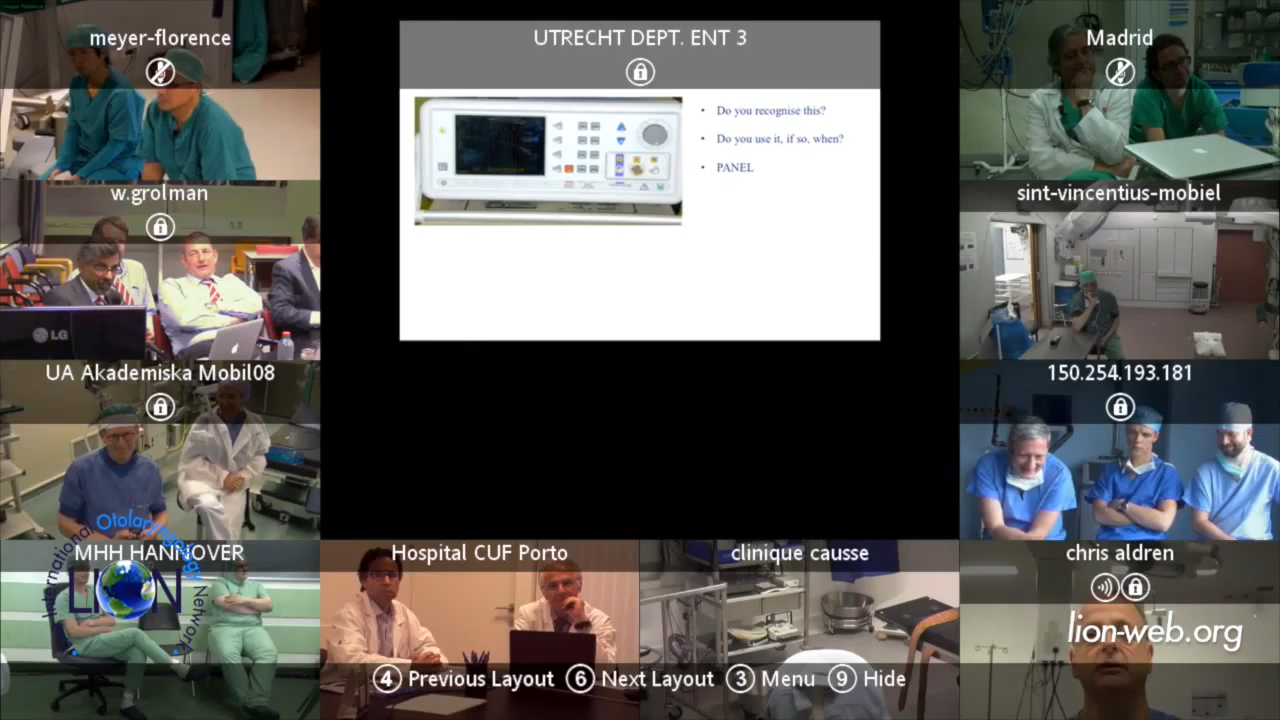 meyer-florence
UTRECHT DEPT. ENT 3
Madrid
• Do you recognise this?
• Do you use it, if so, when?
• PANEL
w.grolman
sint-vincentius-mobiel
LG
UA Akademiska Mobil08
150.254.193.181
MHH HANNOVER
Hospital CUF Porto
clinique causse
chris aldren
International Otolaryngology Network
LION
lion-web.org
4 Previous Layout 6 Next Layout 3 Menu 9 Hide